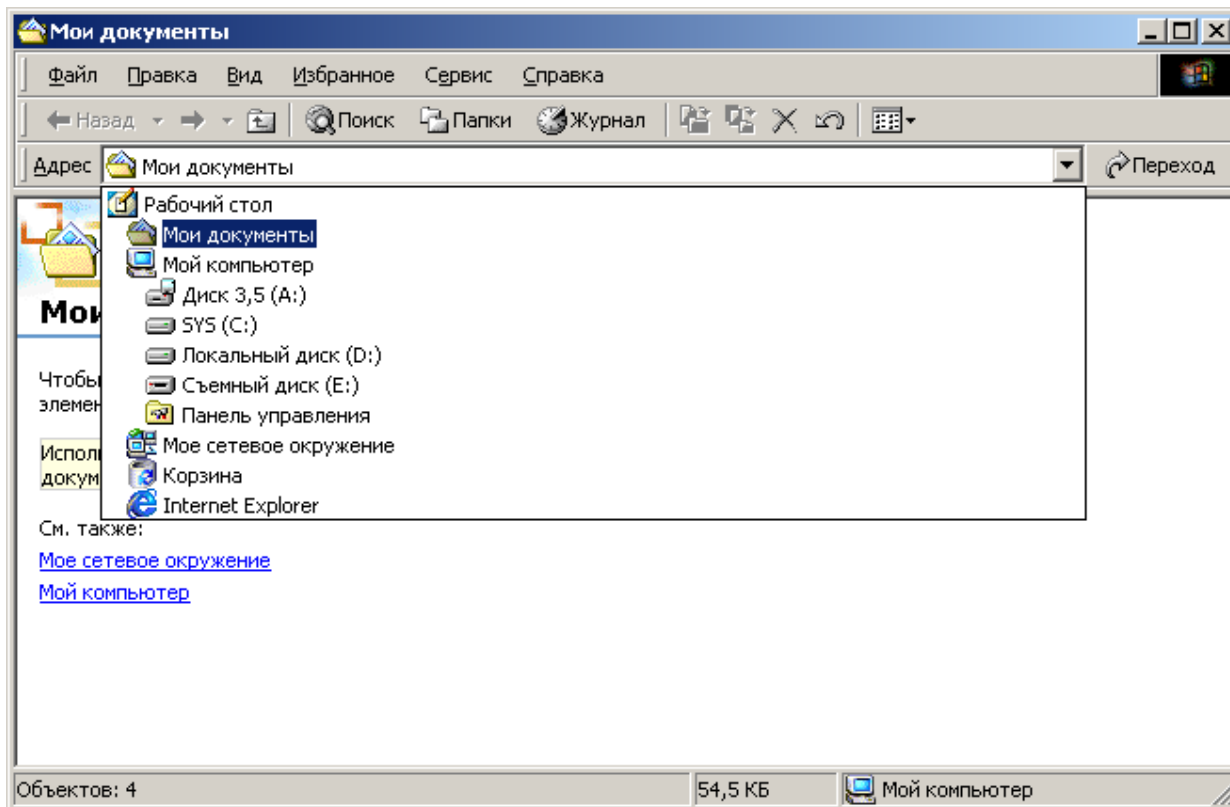 Мои документы
Файл Правка Вид Избранное Сервис Справка
Назад Поиск Папки Журнал
Адрес Мои документы Переход
Рабочий стол
Мои документы
Мой компьютер
Диск 3,5 (A:)
SYS (C:)
Локальный диск (D:)
Съемный диск (E:)
Панель управления
Мое сетевое окружение
Корзина
Internet Explorer
Мои
Чтобы
элемен
Исполь
докум
См. также:
Мое сетевое окружение
Мой компьютер
Объектов: 4 54,5 КБ Мой компьютер